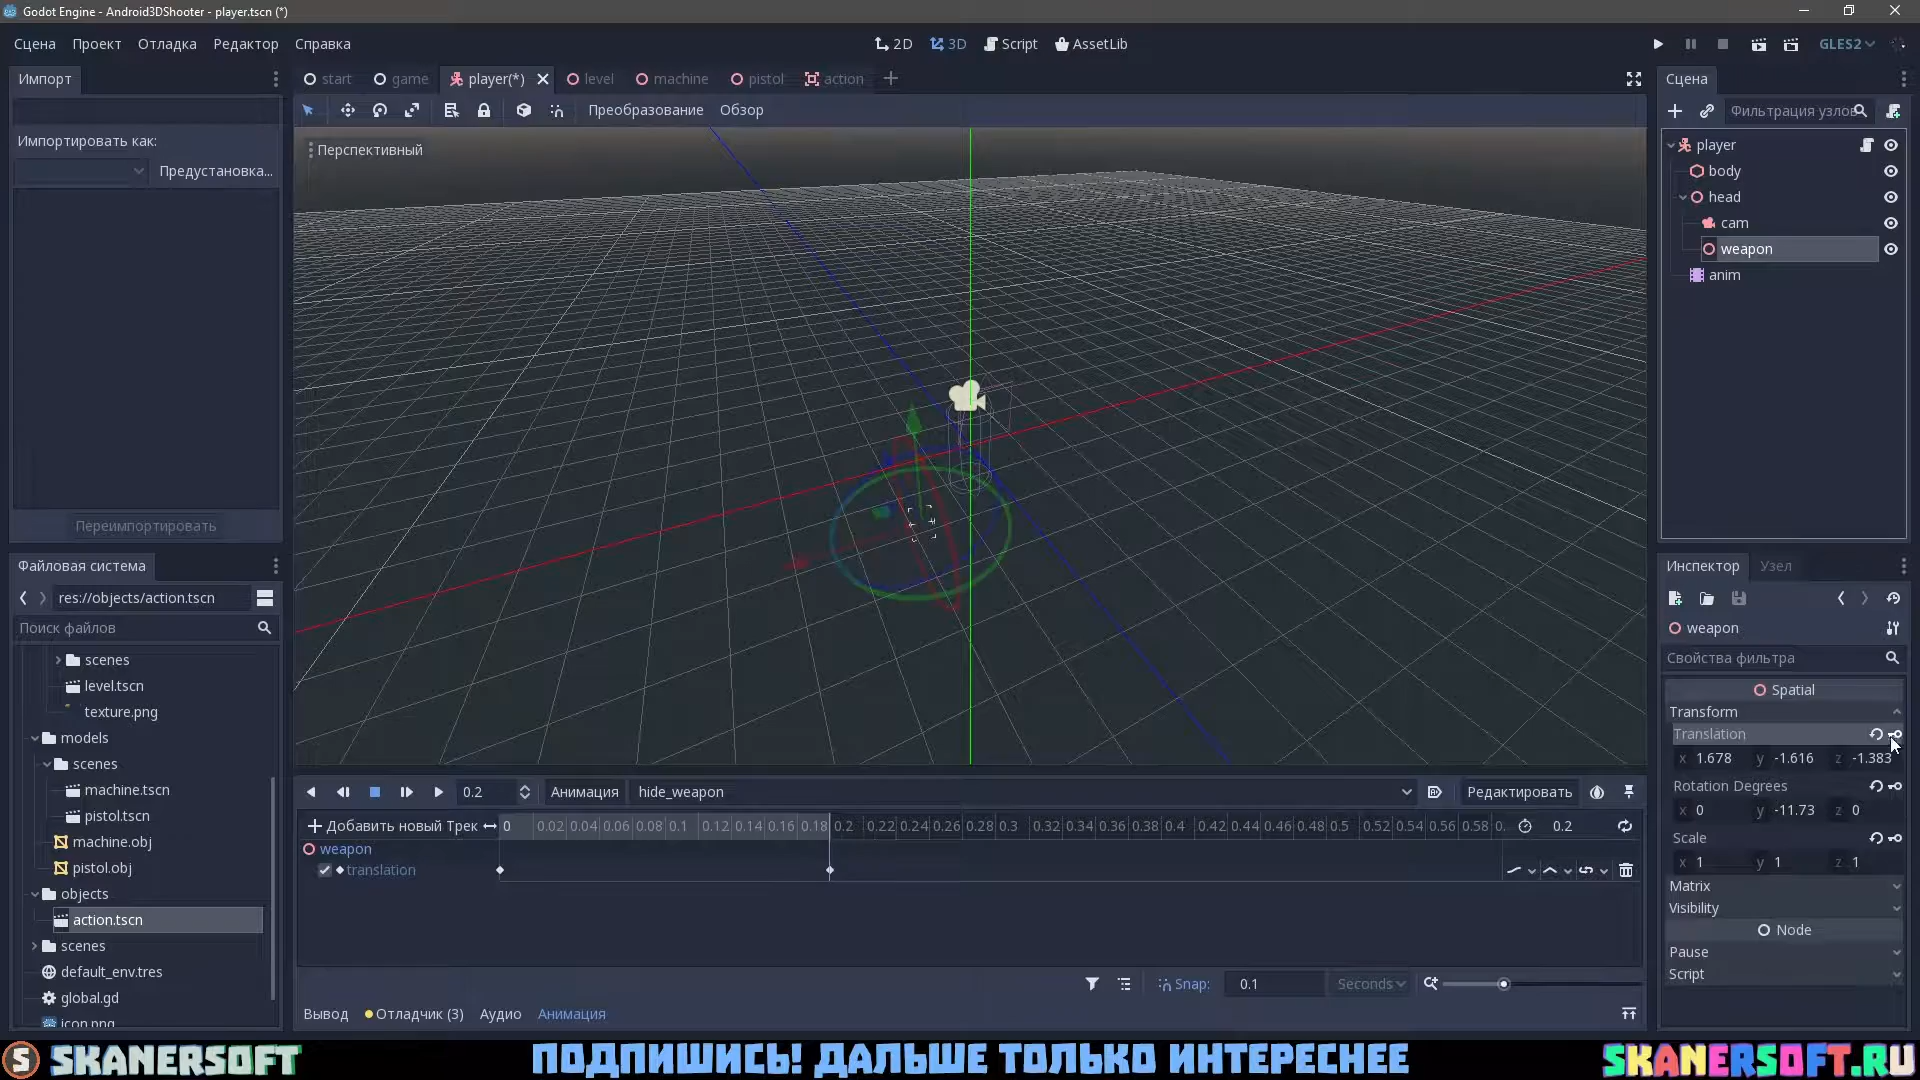 Godot Engine - Android3DShooter - player.tscn (*)
Сцена Проект Отладка Редактор Справка
2D 3D Script AssetLib
GLES2
Импорт
start game player(*) level machine pistol action
Сцена
Преобразование Обзор
Фильтрация узлов
Импортировать как:
Предустановка...
Перспективный
player
body
head
cam
weapon
anim
Переимпортировать
Файловая система
res://objects/action.tscn
Поиск файлов
scenes
level.tscn
texture.png
models
scenes
machine.tscn
pistol.tscn
machine.obj
pistol.obj
objects
action.tscn
scenes
default_env.tres
global.gd
icon.png
Инспектор Узел
weapon
Свойства фильтра
Spatial
Transform
Translation
x 1.678 y -1.616 z -1.383
Rotation Degrees
x 0 y -11.73 z 0
Scale
x 1 y 1 z 1
Matrix
Visibility
Node
Pause
Script
0.2 Анимация hide_weapon Редактировать
Добавить новый Трек 0 0.02 0.04 0.06 0.08 0.1 0.12 0.14 0.16 0.18 0.2 0.22 0.24 0.26 0.28 0.3 0.32 0.34 0.36 0.38 0.4 0.42 0.44 0.46 0.48 0.5 0.52 0.54 0.56 0.58 0. 0.2
weapon
translation
Snap: 0.1 Seconds
Вывод Отладчик (3) Аудио Анимация
S SKANERSOFT
ПОДПИШИСЬ! ДАЛЬШЕ ТОЛЬКО ИНТЕРЕСНЕЕ
SKANERSOFT.RU